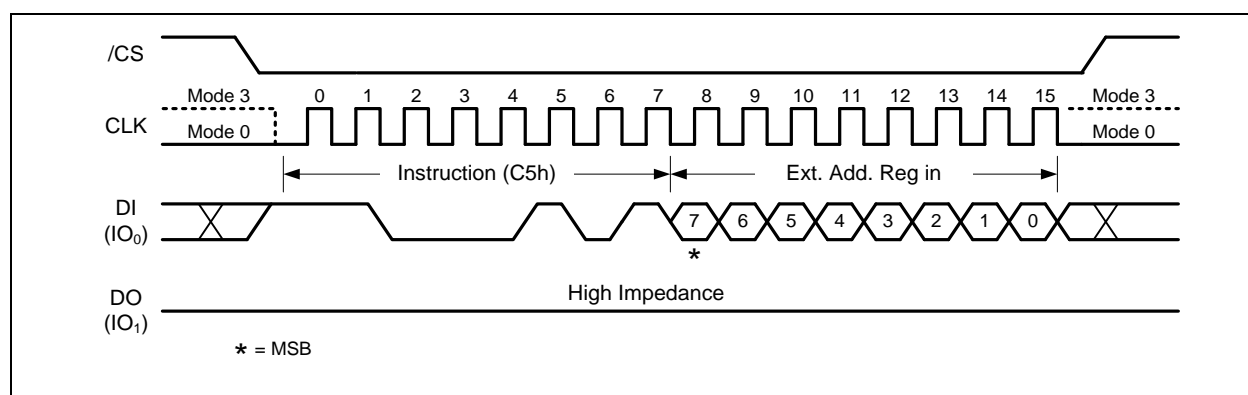 /CS
Mode 3 0 1 2 3 4 5 6 7 8 9 10 11 12 13 14 15 Mode 3
CLK
Mode 0 Mode 0
Instruction (C5h) Ext. Add. Reg in
DI
(IO₀)
7 6 5 4 3 2 1 0
*
DO
(IO₁)
High Impedance
* = MSB